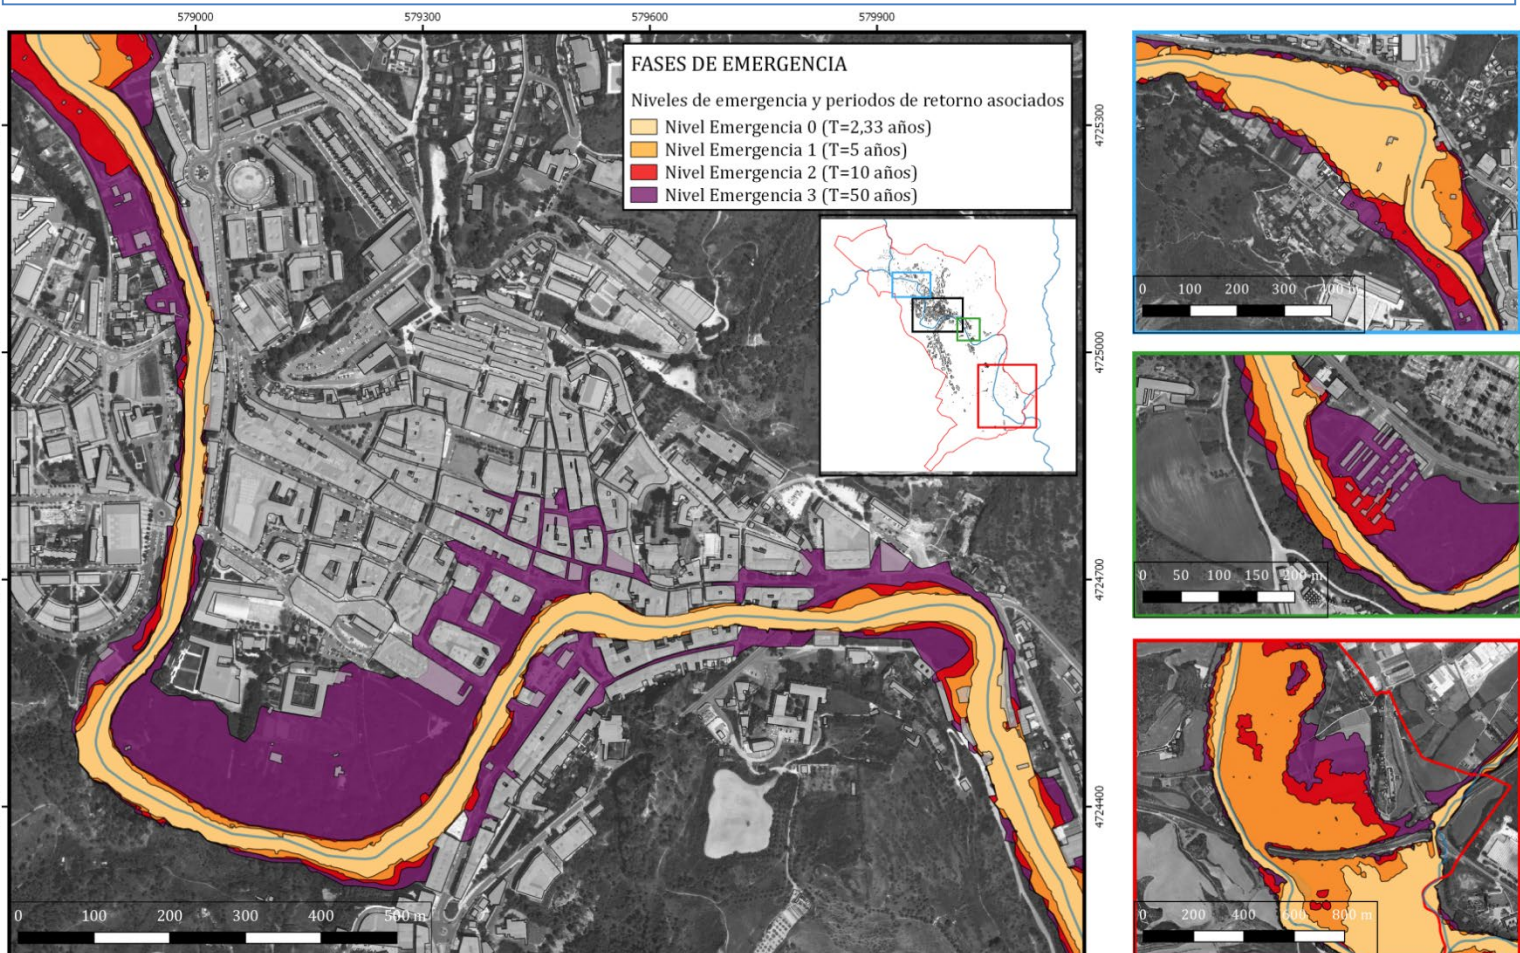 579000 579300 579600 579900
FASES DE EMERGENCIA
Niveles de emergencia y periodos de retorno asociados
Nivel Emergencia 0 (T=2,33 años)
Nivel Emergencia 1 (T=5 años)
Nivel Emergencia 2 (T=10 años)
Nivel Emergencia 3 (T=50 años)
4725300
4725000
4724700
4724400
0 100 200 300 400 500 m
0 100 200 300 400 m
0 50 100 150 200 m
0 200 400 600 800 m